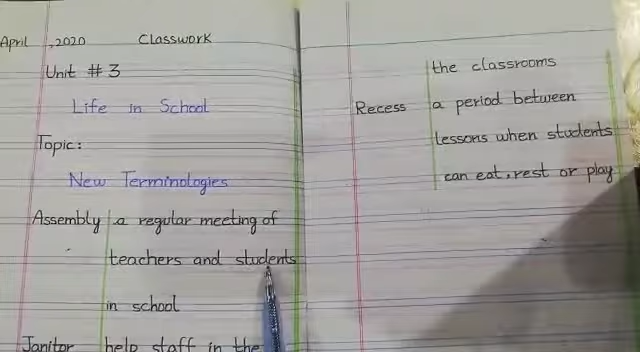 April ,2020 Classwork
Unit # 3
Life in School
Topic:
New Terminologies
Assembly a regular meeting of
teachers and students
in school
Janitor help staff in the
the classrooms
Recess a period between
lessons when students
can eat, rest or play